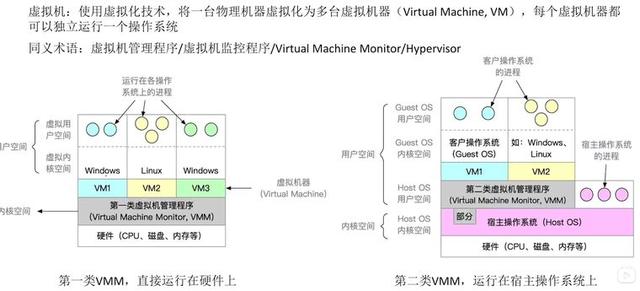 虚拟机：使用虚拟化技术，将一台物理机器虚拟化为多台虚拟机器（Virtual Machine, VM），每个虚拟机器都
可以独立运行一个操作系统
同义术语：虚拟机管理程序/虚拟机监控程序/Virtual Machine Monitor/Hypervisor
运行在各操作
系统上的进程
虚拟用
户空间
用户空间
虚拟内
核空间
Windows
Linux
Windows
VM1
VM2
VM3
虚拟机器
(Virtual Machine)
内核空间
第一类虚拟机管理程序
(Virtual Machine Monitor, VMM)
硬件（CPU、磁盘、内存等）
第一类VMM，直接运行在硬件上
客户操作系统
的进程
Guest OS
用户空间
Guest OS
内核空间
用户空间
客户操作系统
(Guest OS)
如：Windows、
Linux
宿主操作系统
的进程
VM1
VM2
Host OS
用户空间
第二类虚拟机管理程序
(Virtual Machine Monitor, VMM)
部分
内核空间
Host OS
内核空间
宿主操作系统（Host OS）
硬件（CPU、磁盘、内存等）
第二类VMM，运行在宿主操作系统上